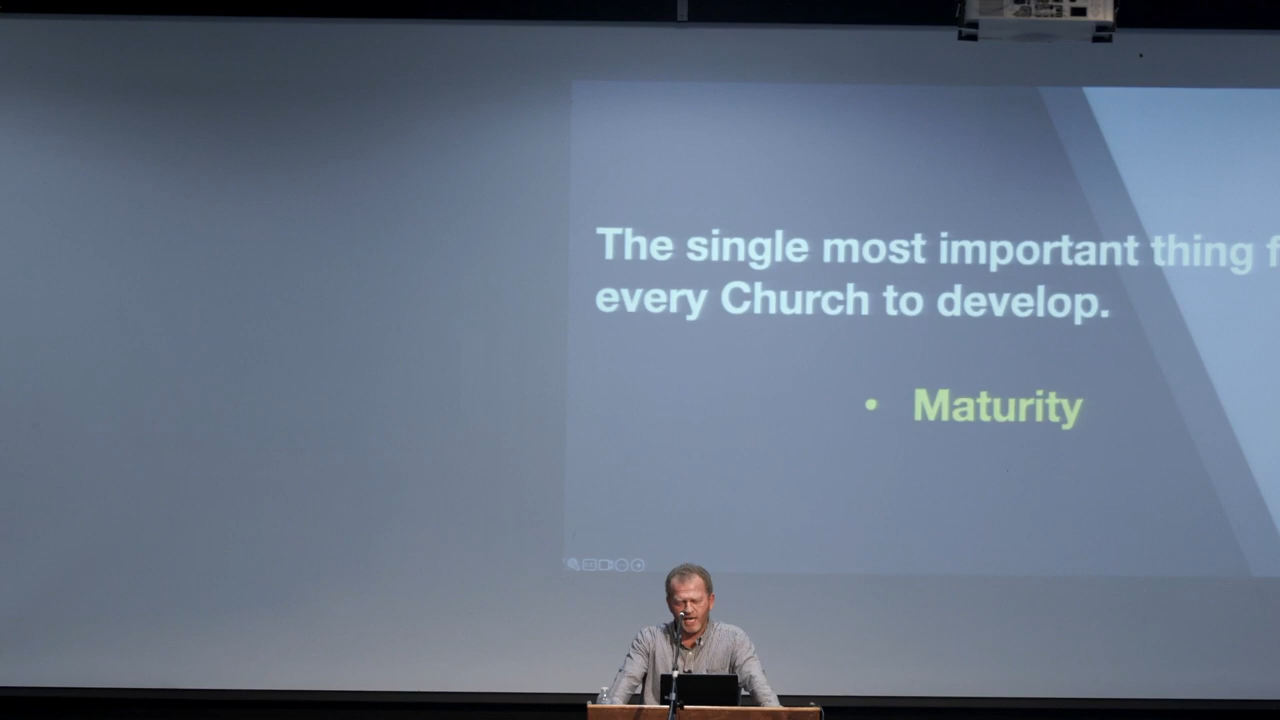 The single most important thing f
every Church to develop.
• Maturity